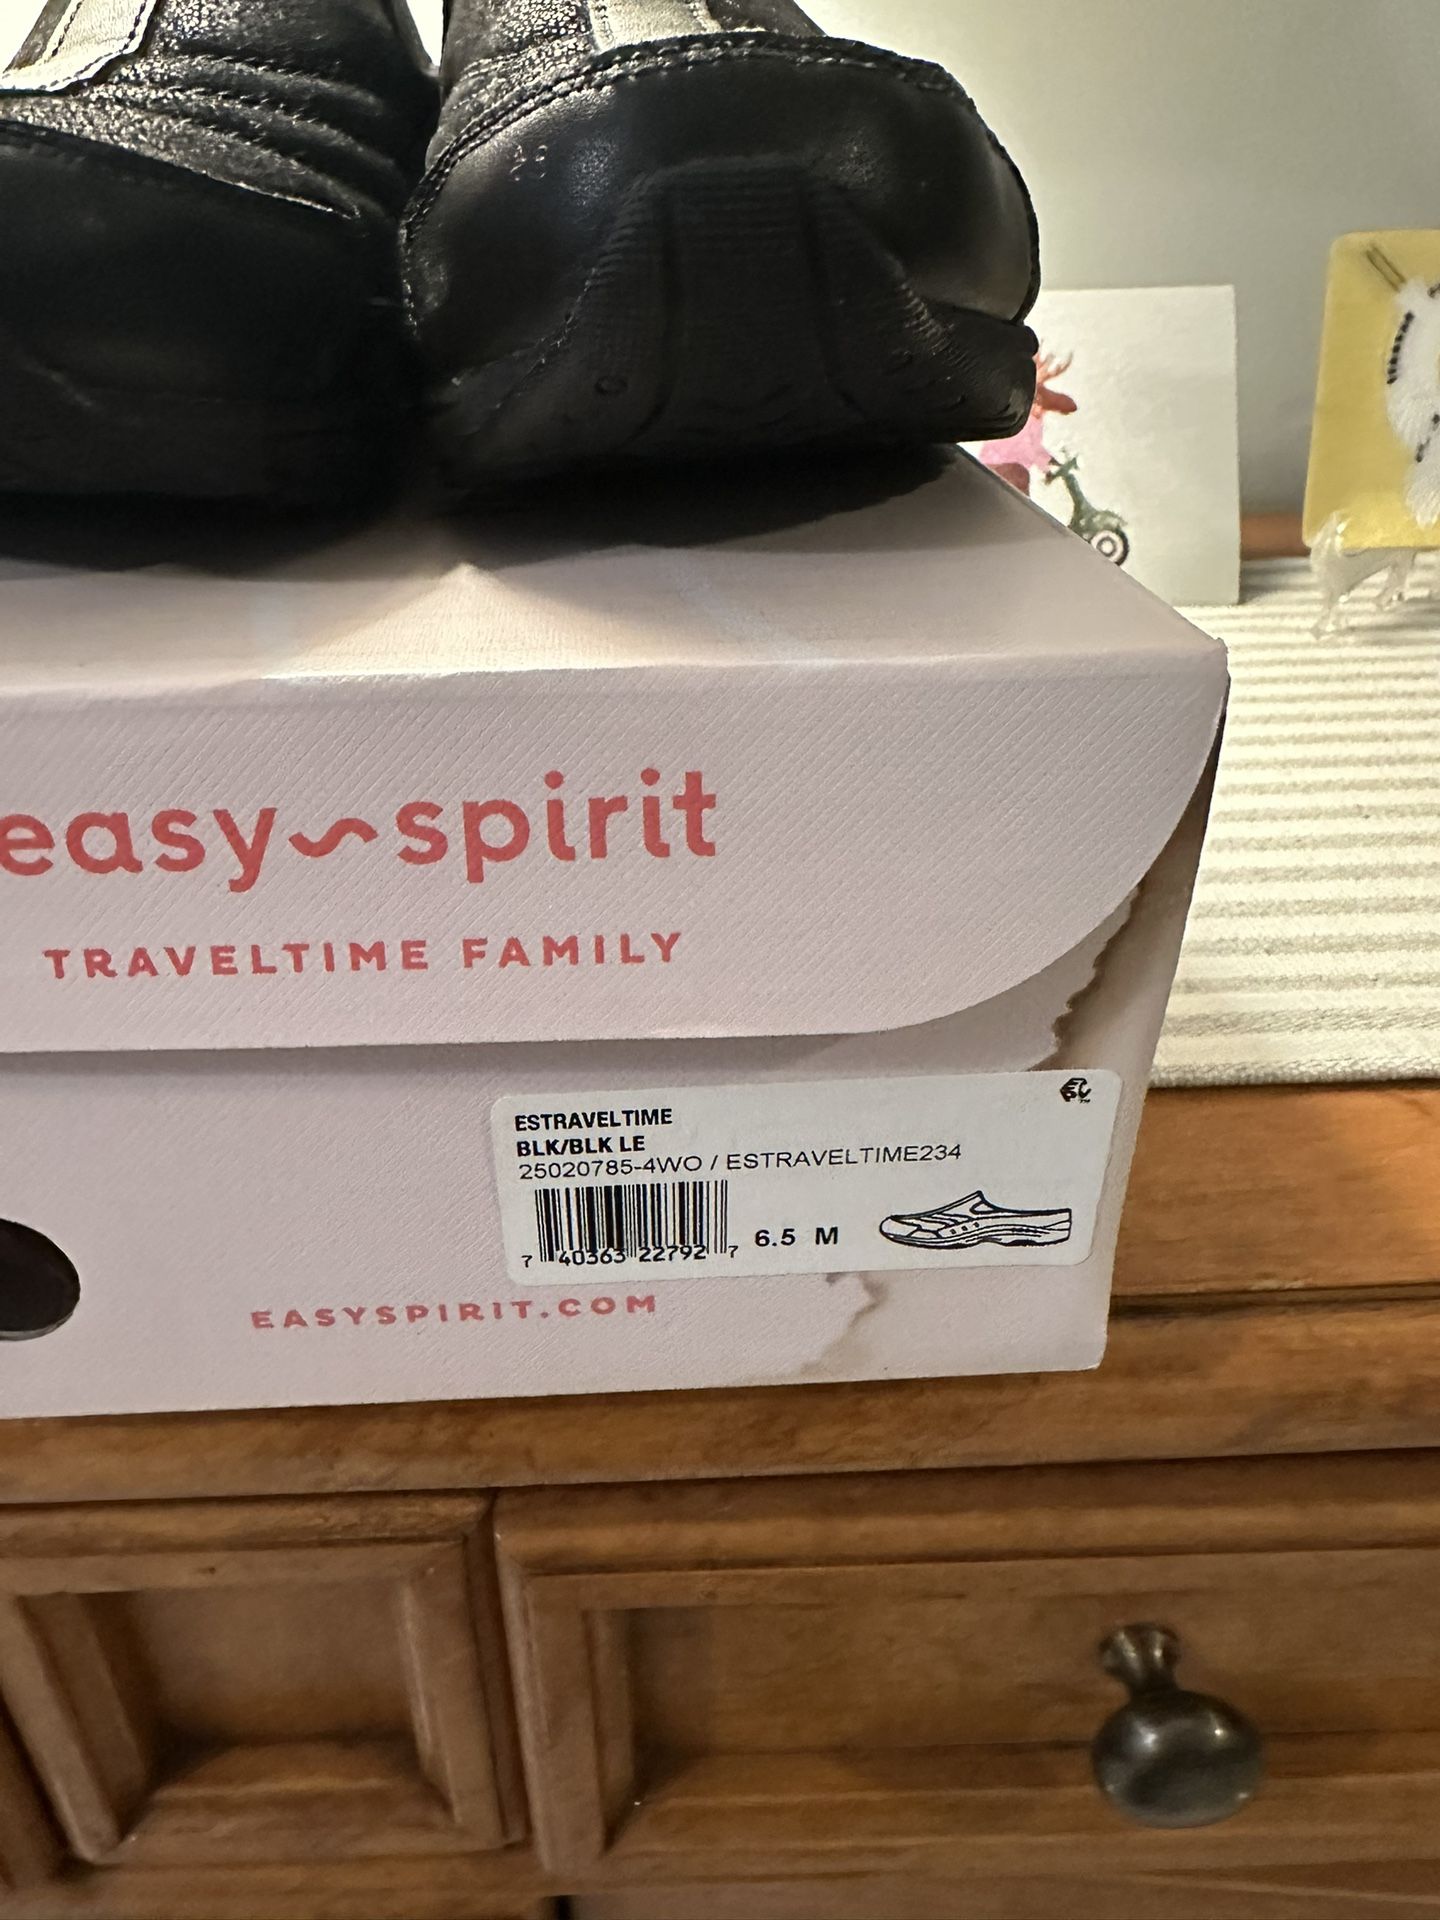 easy~spirit
TRAVELTIME FAMILY
ESTRAVELTIME
BLK/BLK LE
25020785-4WO / ESTRAVELTIME234
7 40363 22792 7
6.5 M
EASYSPIRIT.COM